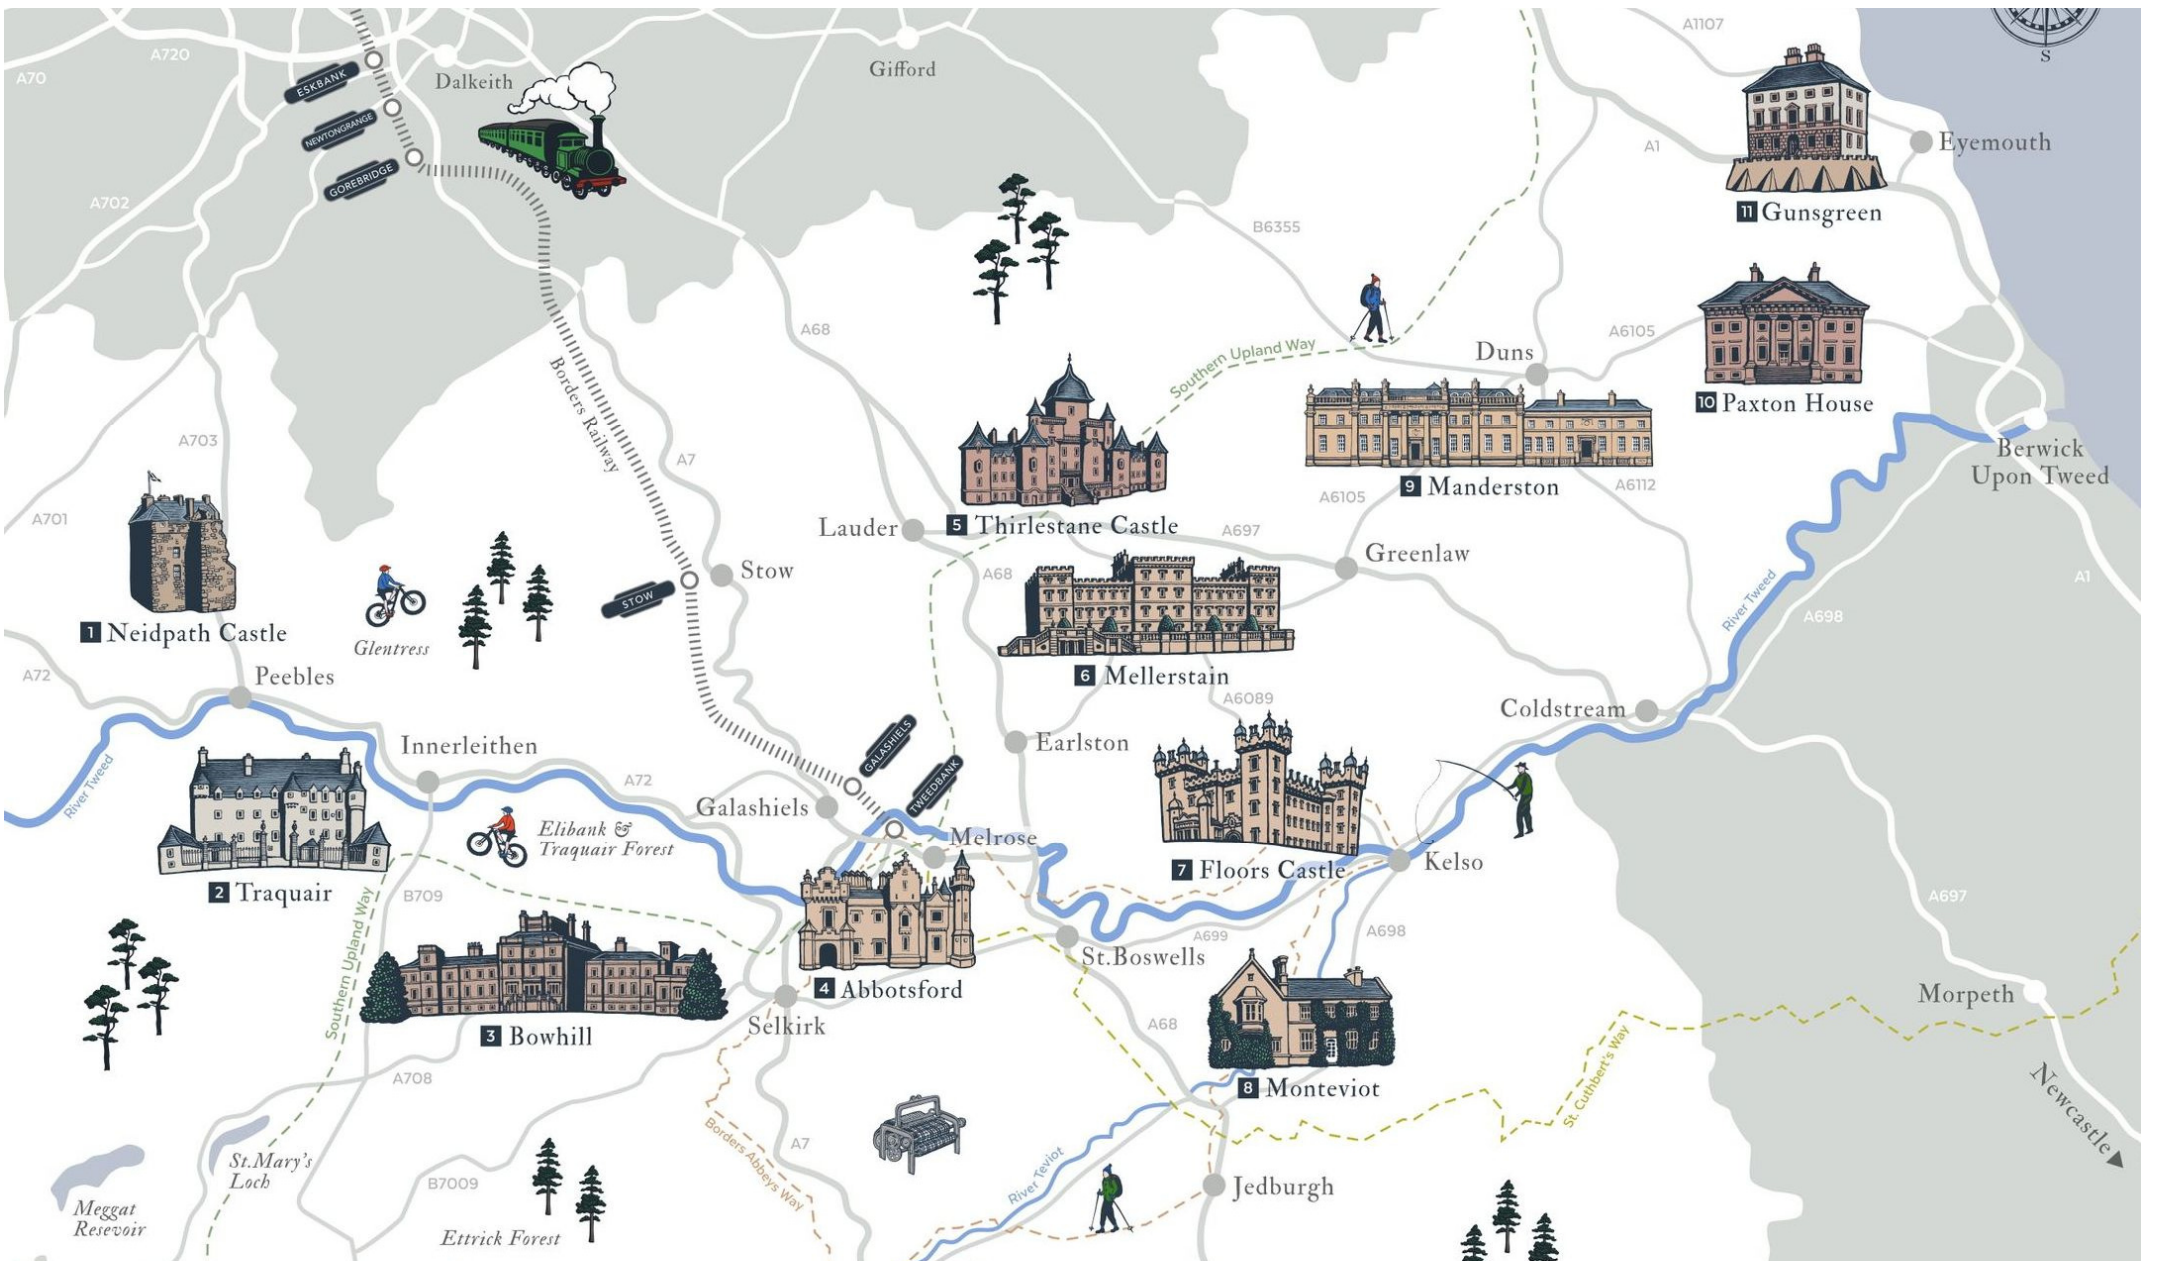 A1107
A720
A70
ESKBANK
Dalkeith
Gifford
S
NEWTONGRANGE
A1
Eyemouth
GOREBRIDGE
A702
11 Gunsgreen
B6355
A68
A6105
Southern Upland Way
Duns
Borders Railway
10 Paxton House
A703
A7
Berwick
Upon Tweed
A701
9 Manderston
A6105
A6112
Lauder
5 Thirlestane Castle
A697
Greenlaw
Stow
STOW
A68
A1
River Tweed
A698
1 Neidpath Castle
Glentress
A72
Peebles
6 Mellerstain
A6089
Coldstream
Innerleithen
GALASHIELS
Earlston
TWEEDBANK
River Tweed
A72
Galashiels
Elibank &
Traquair Forest
Melrose
7 Floors Castle
Kelso
2 Traquair
B709
A697
Southern Upland Way
A699
A698
St.Boswells
4 Abbotsford
Morpeth
Selkirk
3 Bowhill
A68
A708
8 Monteviot
St. Cuthbert's Way
Newcastle
Borders Abbeys Way
A7
St.Mary's
Loch
River Teviot
B7009
Jedburgh
Meggat
Resevoir
Ettrick Forest